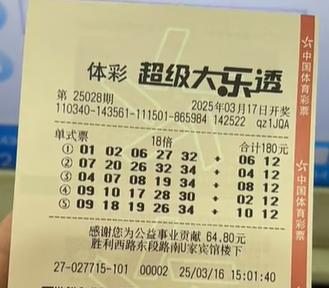 体彩 超级大乐透
第 25028期 2025年03月17日开奖
110340-143561-111501-865984 142522 qz1JQA
单式票 18倍 合计180元
① 01 02 06 27 32 + 06 12
② 07 20 26 32 34 + 04 12
③ 04 07 08 19 34 + 08 12
④ 09 10 17 28 30 + 02 12
⑤ 09 18 19 26 34 + 10 12
感谢您为公益事业贡献 64.80元
胜利西路东段路南U家宾馆楼下
27-027715-101 00002 25/03/16 15:01:40
中国体育彩票
中国体育彩票